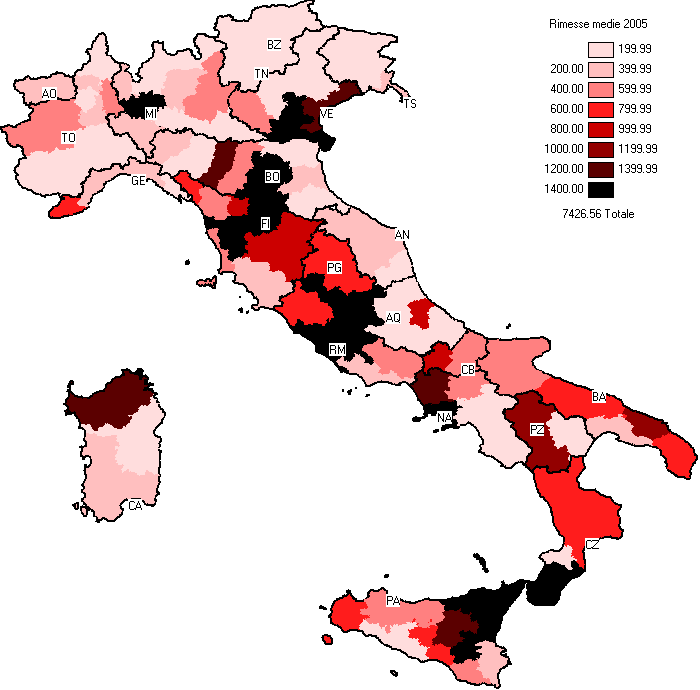 Rimesse medie 2005
199.99
200.00 399.99
400.00 599.99
600.00 799.99
800.00 999.99
1000.00 1199.99
1200.00 1399.99
1400.00
7426.56 Totale
BZ
TN
AO
MI
VE
TS
TO
GE
BO
FI
AN
PG
AQ
RM
CB
NA
BA
PZ
CA
CZ
PA